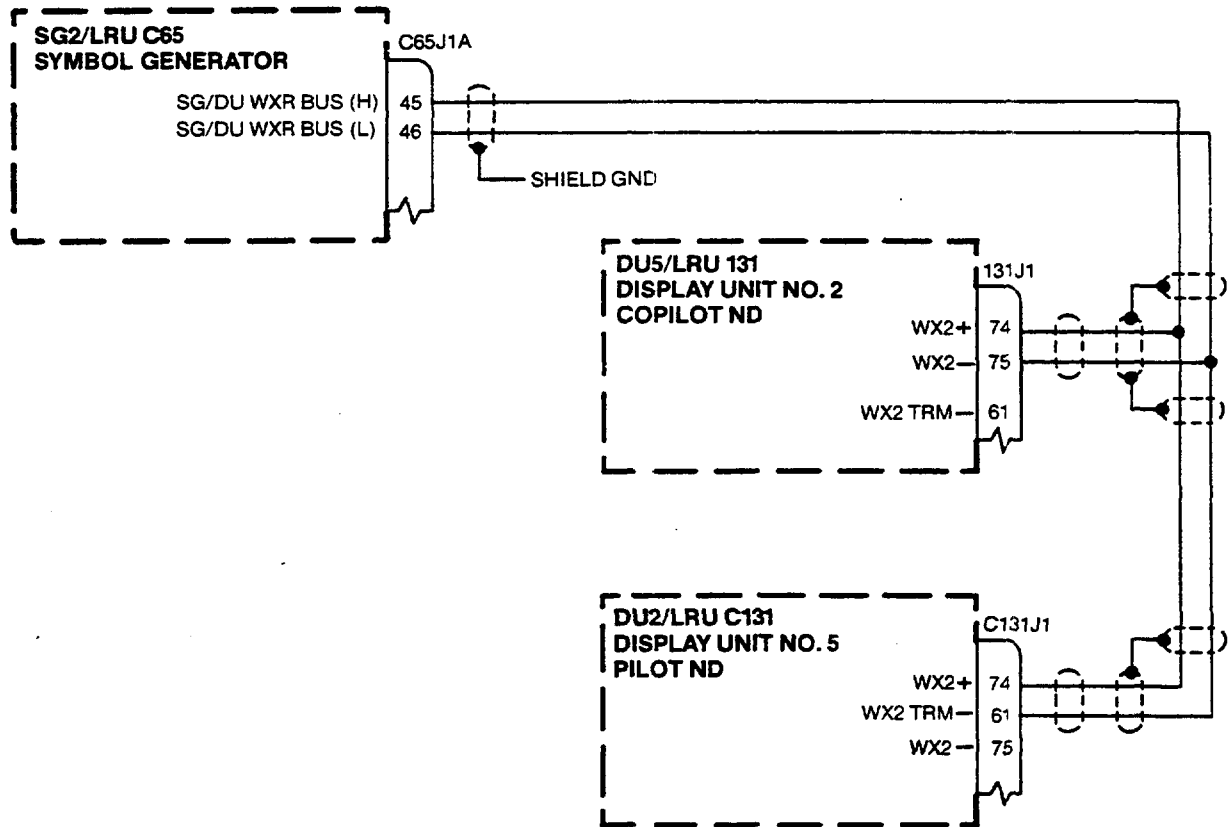 SG2/LRU C65
SYMBOL GENERATOR
C65J1A
SG/DU WXR BUS (H) 45
SG/DU WXR BUS (L) 46
SHIELD GND
DU5/LRU 131
DISPLAY UNIT NO. 2
COPILOT ND
131J1
WX2+ 74
WX2− 75
WX2 TRM− 61
DU2/LRU C131
DISPLAY UNIT NO. 5
PILOT ND
C131J1
WX2+ 74
WX2 TRM− 61
WX2− 75